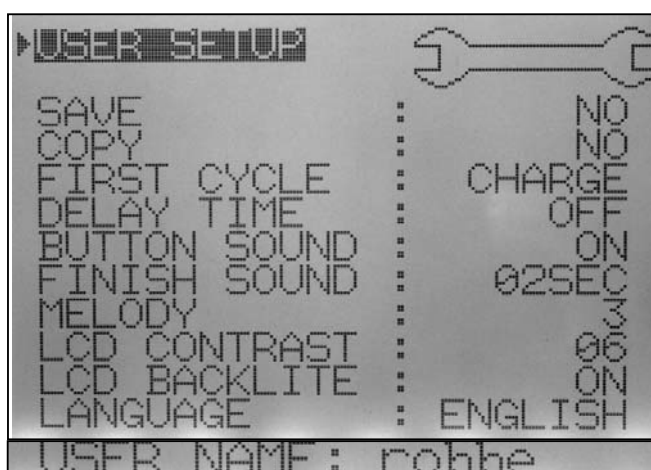 USER SETUP
SAVE : NO
COPY : NO
FIRST CYCLE : CHARGE
DELAY TIME : OFF
BUTTON SOUND : ON
FINISH SOUND : 02SEC
MELODY : 3
LCD CONTRAST : 06
LCD BACKLITE : ON
LANGUAGE : ENGLISH
USER NAME: robbe